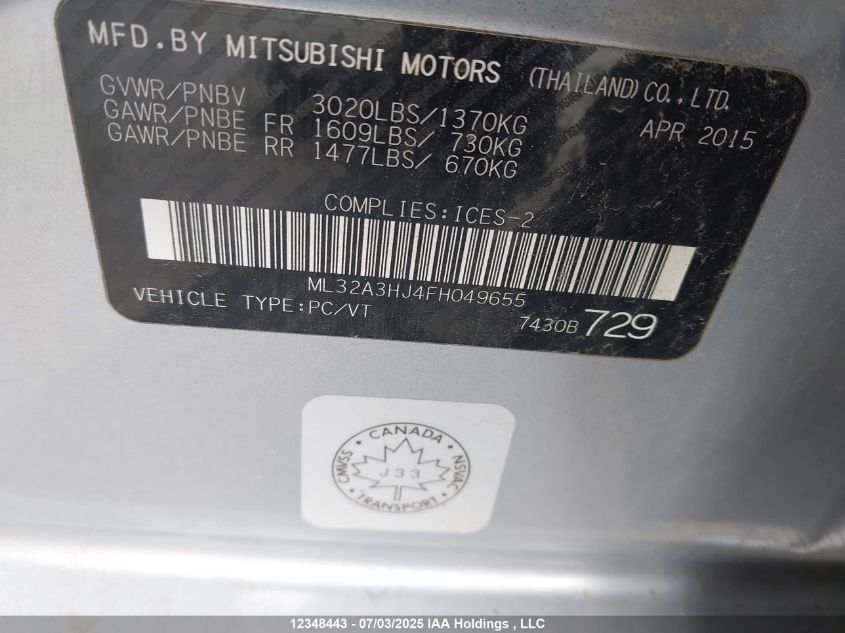 MFD.BY MITSUBISHI MOTORS (THAILAND) CO.,LTD.
GVWR/PNBV 3020LBS/1370KG APR 2015
GAWR/PNBE FR 1609LBS/ 730KG
GAWR/PNBE RR 1477LBS/ 670KG
COMPLIES:ICES-2
ML32A3HJ4FH049655
VEHICLE TYPE:PC/VT 7430B 729
CANADA
CMVSS J33 NSVAC
TRANSPORT
12348443 - 07/03/2025 IAA Holdings , LLC